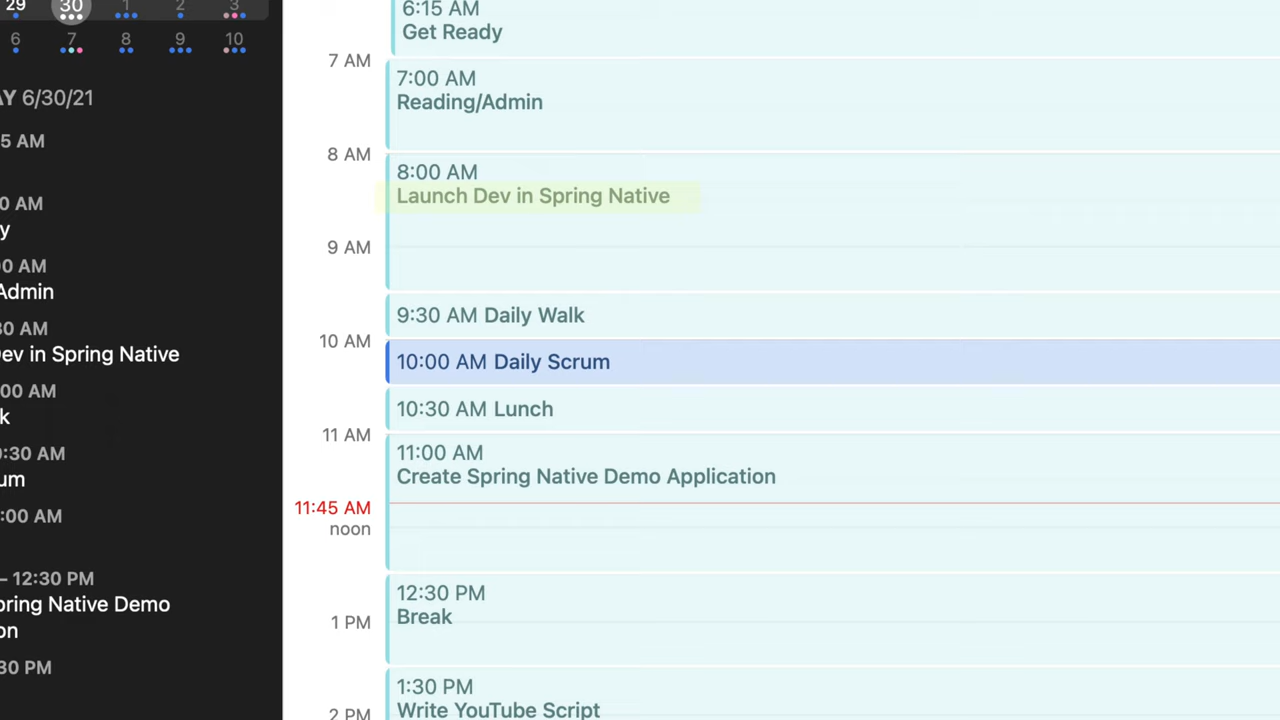 29 30 1 2 3
6 7 8 9 10
AY 6/30/21
5 AM
0 AM
y
00 AM
Admin
30 AM
Dev in Spring Native
00 AM
k
0:30 AM
um
:00 AM
– 12:30 PM
pring Native Demo
on
30 PM
6:15 AM
Get Ready
7 AM
7:00 AM
Reading/Admin
8 AM
8:00 AM
Launch Dev in Spring Native
9 AM
9:30 AM Daily Walk
10 AM
10:00 AM Daily Scrum
10:30 AM Lunch
11 AM
11:00 AM
Create Spring Native Demo Application
11:45 AM
noon
12:30 PM
Break
1 PM
1:30 PM
Write YouTube Script
2 PM